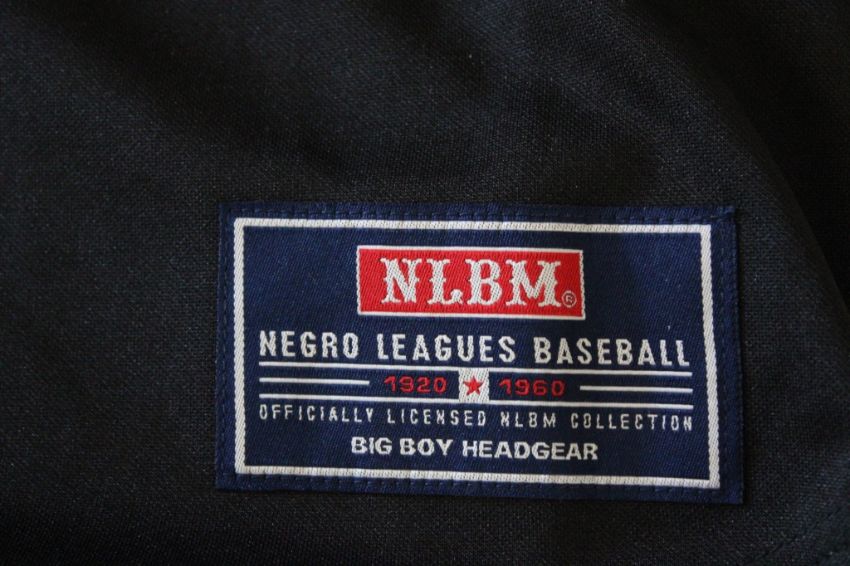 NLBM®
NEGRO LEAGUES BASEBALL
1920 ★ 1960
OFFICIALLY LICENSED NLBM COLLECTION
BIG BOY HEADGEAR